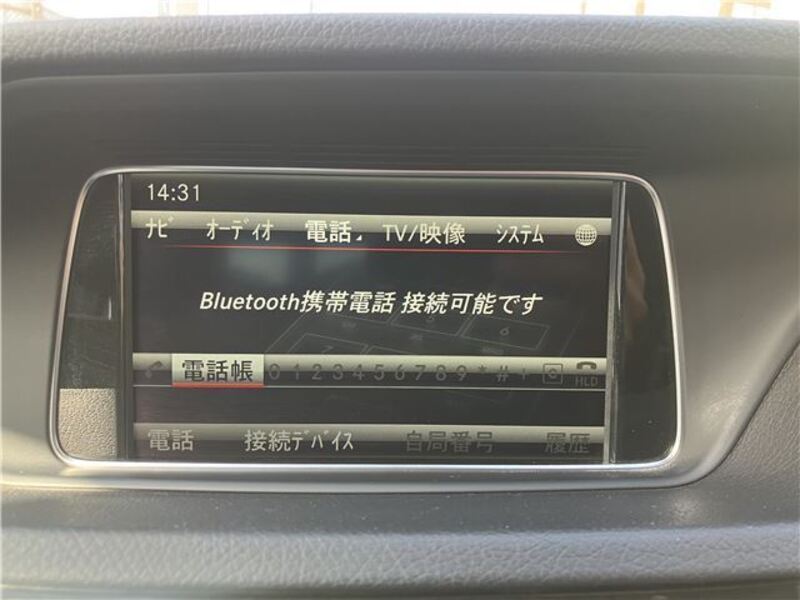 14:31
ナビ オーディオ 電話 TV/映像 システム
Bluetooth携帯電話 接続可能です
電話帳 0 1 2 3 4 5 6 7 8 9 * # + C HLD
電話 接続デバイス 自局番号 履歴